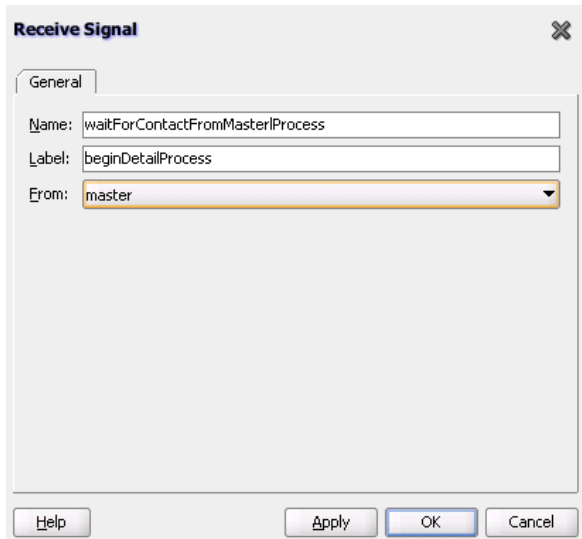 Receive Signal
General
Name: waitForContactFromMasterlProcess
Label: beginDetailProcess
From: master
Help Apply OK Cancel